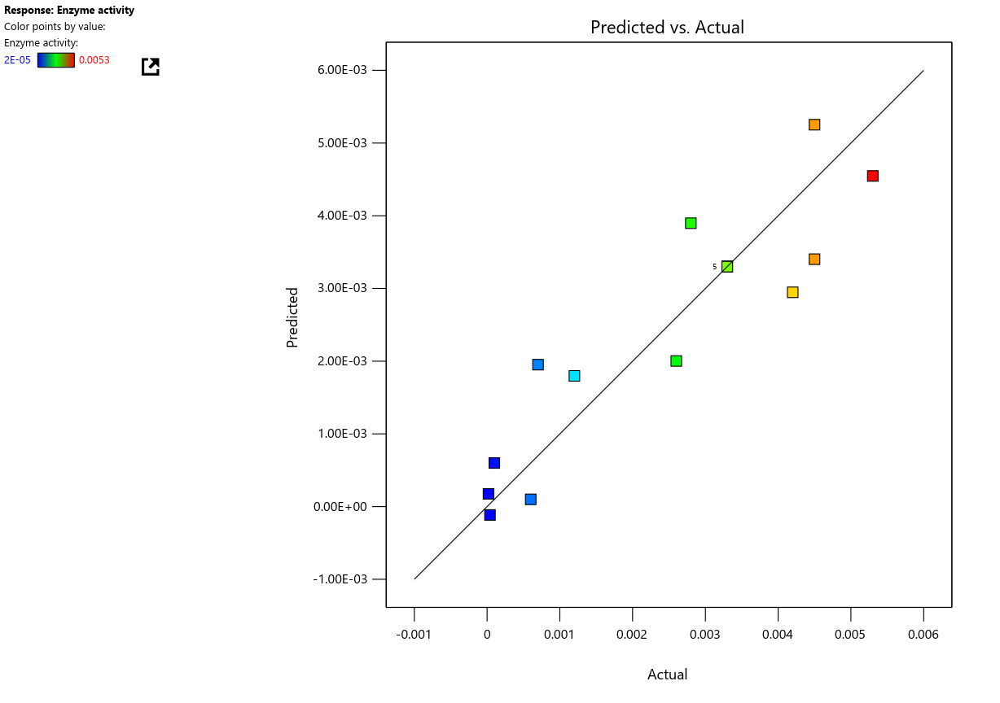 Response: Enzyme activity
Color points by value:
Enzyme activity:
2E-05 0.0053
Predicted vs. Actual
6.00E-03
5.00E-03
4.00E-03
3.00E-03
2.00E-03
1.00E-03
0.00E+00
-1.00E-03
Predicted
5
-0.001 0 0.001 0.002 0.003 0.004 0.005 0.006
Actual